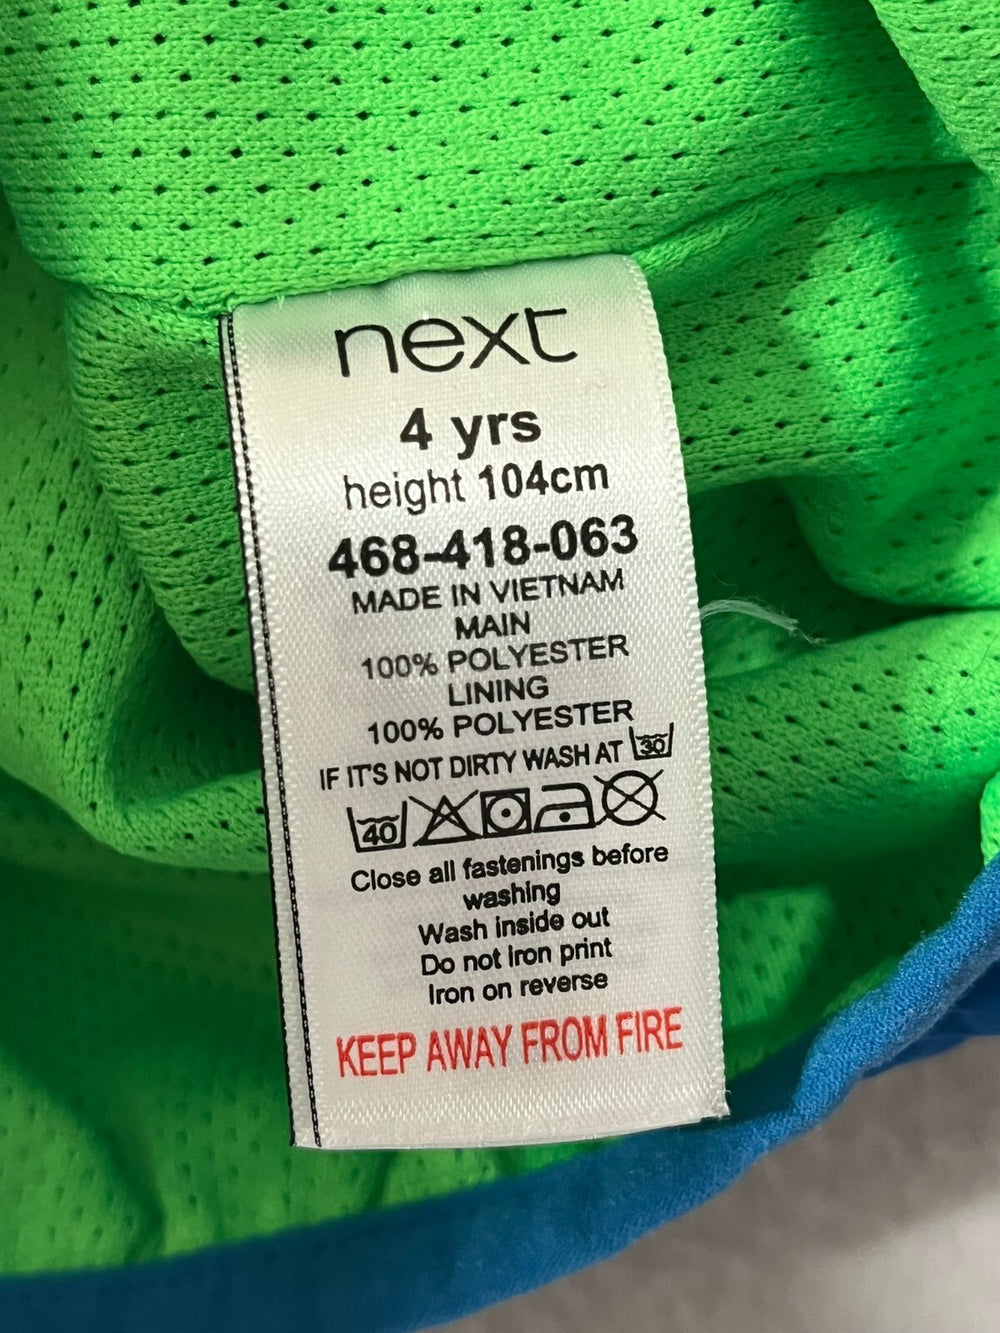 next
4 yrs
height 104cm
468-418-063
MADE IN VIETNAM
MAIN
100% POLYESTER
LINING
100% POLYESTER
IF IT'S NOT DIRTY WASH AT 30
40
Close all fastenings before
washing
Wash inside out
Do not iron print
Iron on reverse
KEEP AWAY FROM FIRE